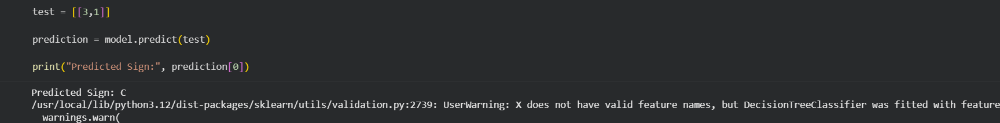 test = [[3,1]]
prediction = model.predict(test)
print("Predicted Sign:", prediction[0])
Predicted Sign: C
/usr/local/lib/python3.12/dist-packages/sklearn/utils/validation.py:2739: UserWarning: X does not have valid feature names, but DecisionTreeClassifier was fitted with feature
warnings.warn(